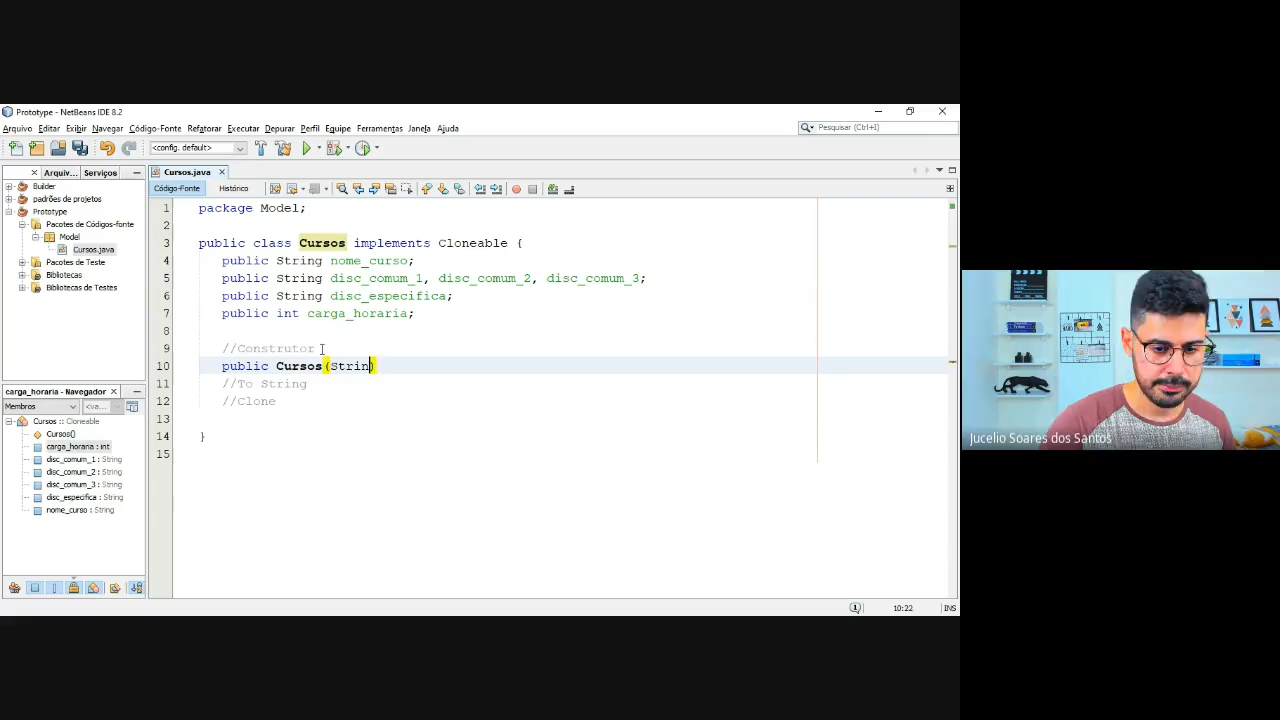 Prototype - NetBeans IDE 8.2
Arquivo Editar Exibir Navegar Código-Fonte Refatorar Executar Depurar Perfil Equipe Ferramentas Janela Ajuda
Pesquisar (Ctrl+I)
<config. default>
Arquiv... Serviços
Cursos.java
Builder
padrões de projetos
Prototype
Pacotes de Códigos-fonte
Model
Cursos.java
Pacotes de Teste
Bibliotecas
Bibliotecas de Testes
Código-Fonte Histórico
1 package Model;
2
3 public class Cursos implements Cloneable {
4 public String nome_curso;
5 public String disc_comum_1, disc_comum_2, disc_comum_3;
6 public String disc_especifica;
7 public int carga_horaria;
8
9 //Construtor
10 public Cursos(Strin)
11 //To String
12 //Clone
13
14 }
15
carga_horaria - Navegador
Membros <va...
Cursos :: Cloneable
Cursos()
carga_horaria : int
disc_comum_1 : String
disc_comum_2 : String
disc_comum_3 : String
disc_especifica : String
nome_curso : String
10:22 INS
Jucelio Soares dos Santos